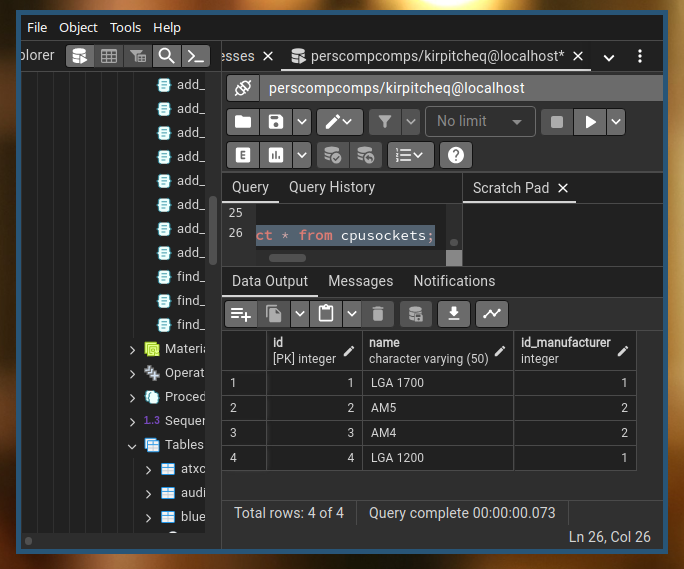 File Object Tools Help
plorer
esses × perscompcomps/kirpitcheq@localhost* ×
perscompcomps/kirpitcheq@localhost
No limit
E
Query Query History Scratch Pad ×
25
26 ct * from cpusockets;
Data Output Messages Notifications
id [PK] integer name character varying (50) id_manufacturer integer
1 1 LGA 1700 1
2 2 AM5 2
3 3 AM4 2
4 4 LGA 1200 1
Total rows: 4 of 4 Query complete 00:00:00.073
Ln 26, Col 26
add_
add_
add_
add_
add_
add_
add_
add_
find_
find_
find_
Materi
Operat
Proced
1..3 Sequer
Tables
atxc
audi
blue